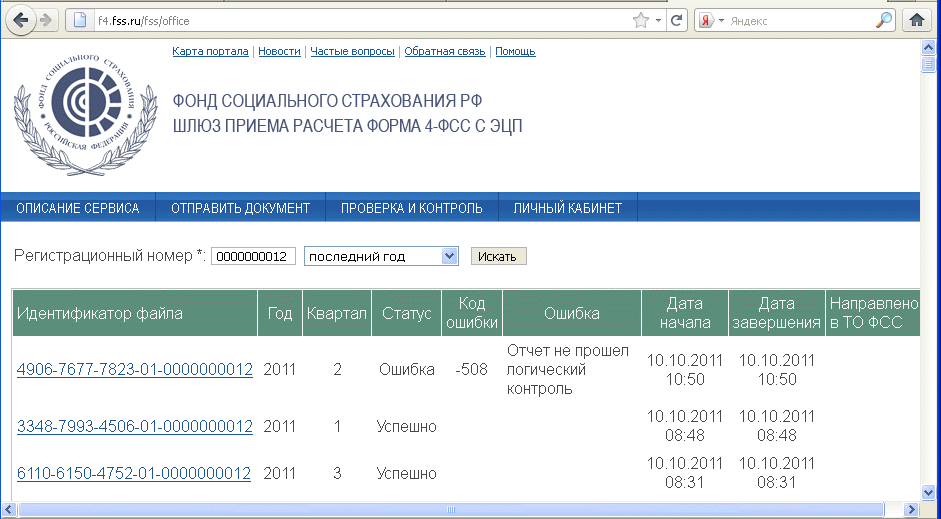 f4.fss.ru/fss/office
Яндекс
Карта портала | Новости | Частые вопросы | Обратная связь | Помощь
ФОНД СОЦИАЛЬНОГО СТРАХОВАНИЯ
РОССИЙСКАЯ ФЕДЕРАЦИЯ
ФОНД СОЦИАЛЬНОГО СТРАХОВАНИЯ РФ
ШЛЮЗ ПРИЕМА РАСЧЕТА ФОРМА 4-ФСС С ЭЦП
ОПИСАНИЕ СЕРВИСА ОТПРАВИТЬ ДОКУМЕНТ ПРОВЕРКА И КОНТРОЛЬ ЛИЧНЫЙ КАБИНЕТ
Регистрационный номер *: 0000000012 последний год Искать
Идентификатор файла Год Квартал Статус Код ошибки Ошибка Дата начала Дата завершения Направлено в ТО ФСС
4906-7677-7823-01-0000000012 2011 2 Ошибка -508 Отчет не прошел логический контроль 10.10.2011 10:50 10.10.2011 10:50
3348-7993-4506-01-0000000012 2011 1 Успешно 10.10.2011 08:48 10.10.2011 08:48
6110-6150-4752-01-0000000012 2011 3 Успешно 10.10.2011 08:31 10.10.2011 08:31